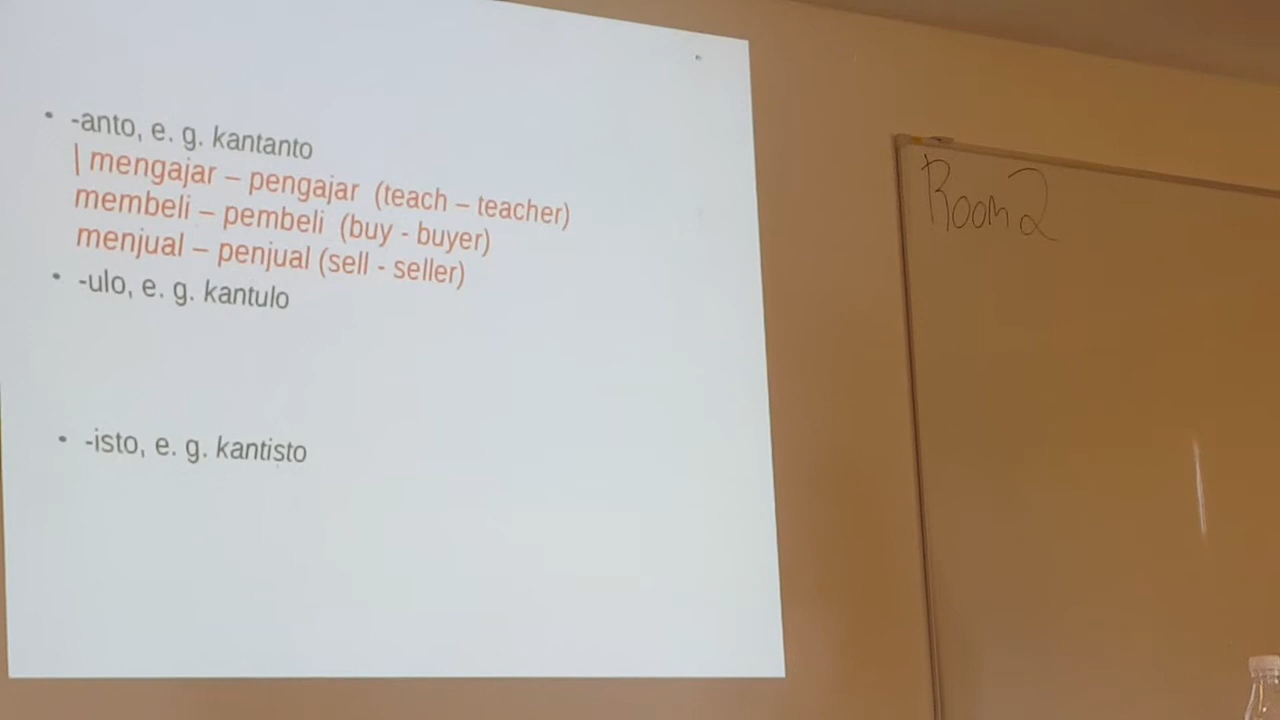 • -anto, e. g. kantanto
| mengajar – pengajar (teach – teacher)
membeli – pembeli (buy - buyer)
menjual – penjual (sell - seller)
• -ulo, e. g. kantulo
• -isto, e. g. kantisto
Room 2